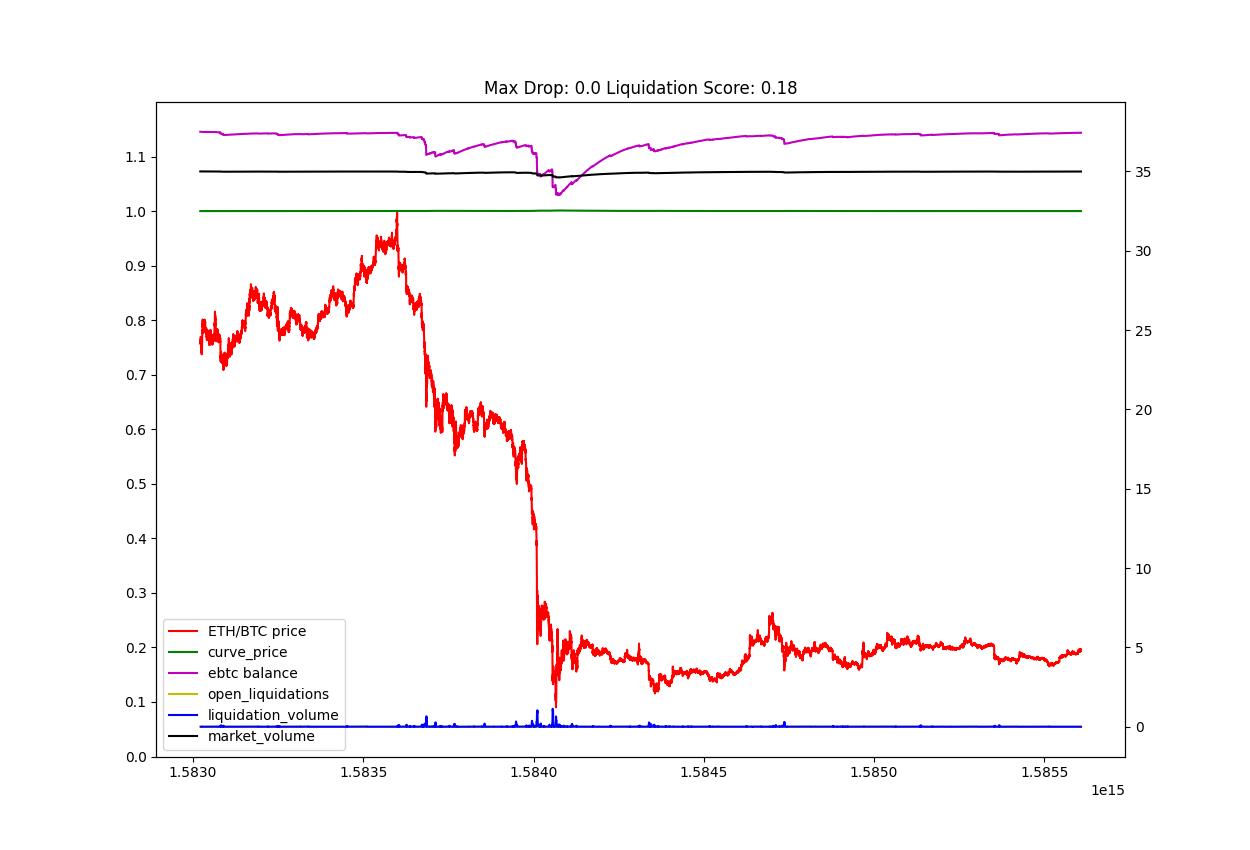 Max Drop: 0.0 Liquidation Score: 0.18
1.1
1.0
0.9
0.8
0.7
0.6
0.5
0.4
0.3
0.2
0.1
0.0
35
30
25
20
15
10
5
0
ETH/BTC price
curve_price
ebtc balance
open_liquidations
liquidation_volume
market_volume
1.5830 1.5835 1.5840 1.5845 1.5850 1.5855
1e15